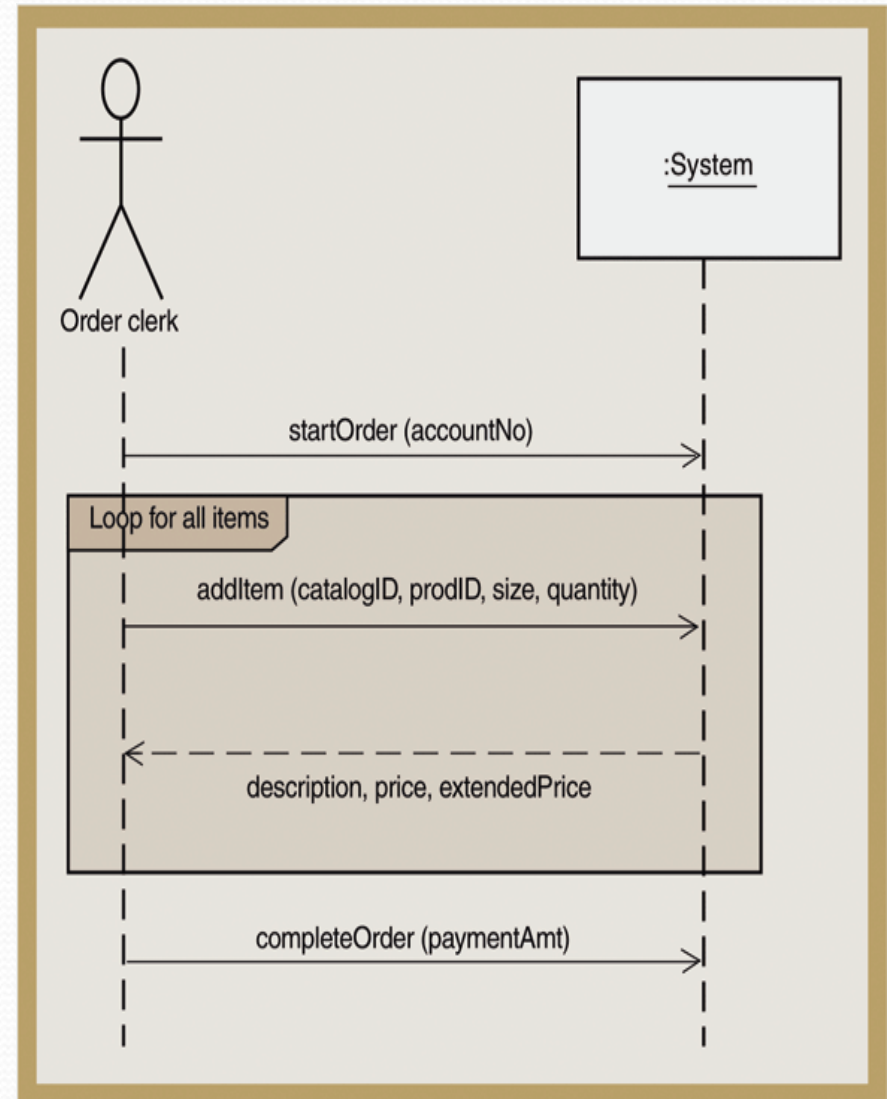 :System
Order clerk
startOrder (accountNo)
Loop for all items
addItem (catalogID, prodID, size, quantity)
description, price, extendedPrice
completeOrder (paymentAmt)